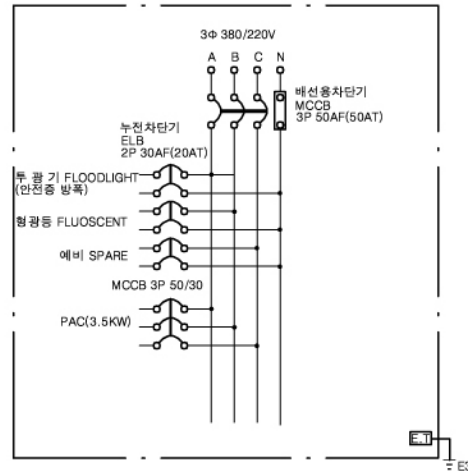 3Φ 380/220V
A B C N
배선용차단기
MCCB
3P 50AF(50AT)
누전차단기
ELB
2P 30AF(20AT)
투 광 기 FLOODLIGHT
(안전증 방폭)
형광등 FLUOSCENT
예비 SPARE
MCCB 3P 50/30
PAC(3.5KW)
E.T